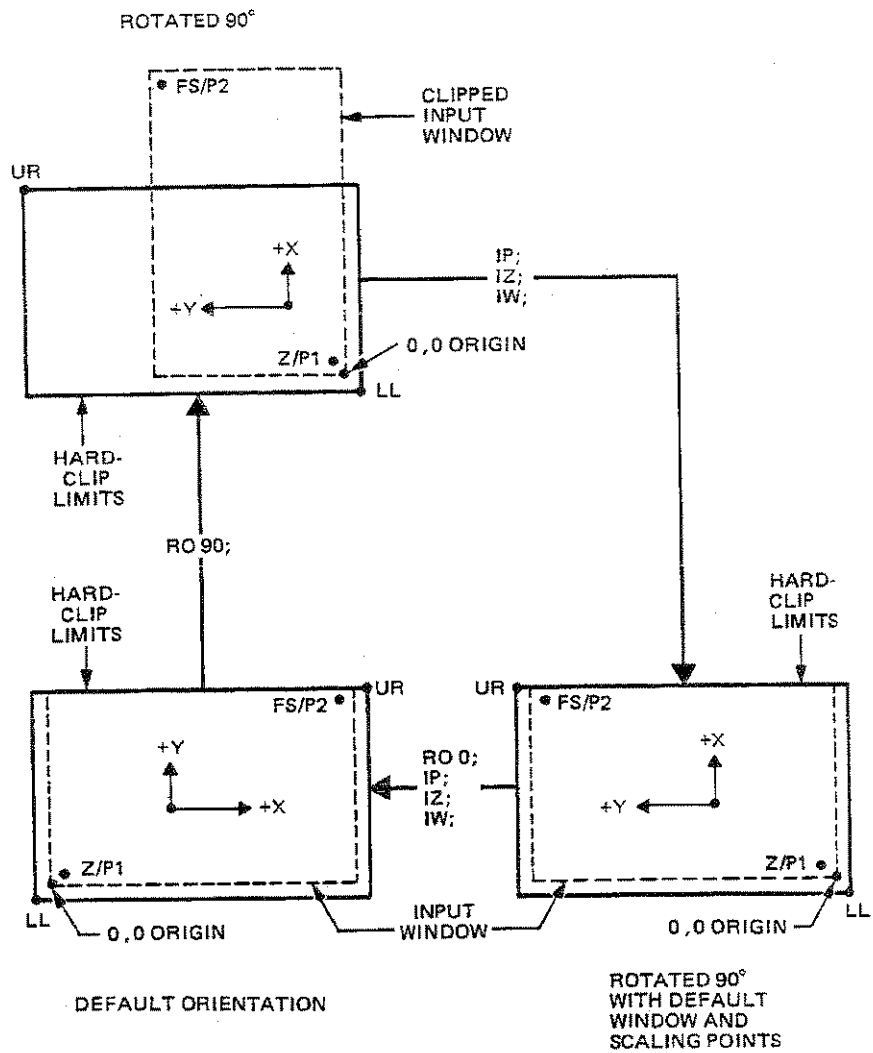 ROTATED 90°
FS/P2
CLIPPED
INPUT
WINDOW
UR
+X
+Y
IP;
IZ;
IW;
Z/P1
0,0 ORIGIN
LL
HARD-
CLIP
LIMITS
RO 90;
HARD-
CLIP
LIMITS
HARD-
CLIP
LIMITS
UR
FS/P2
+Y
+X
Z/P1
LL
0,0 ORIGIN
RO 0;
IP;
IZ;
IW;
UR
FS/P2
+X
+Y
Z/P1
LL
0,0 ORIGIN
INPUT
WINDOW
DEFAULT ORIENTATION
ROTATED 90°
WITH DEFAULT
WINDOW AND
SCALING POINTS